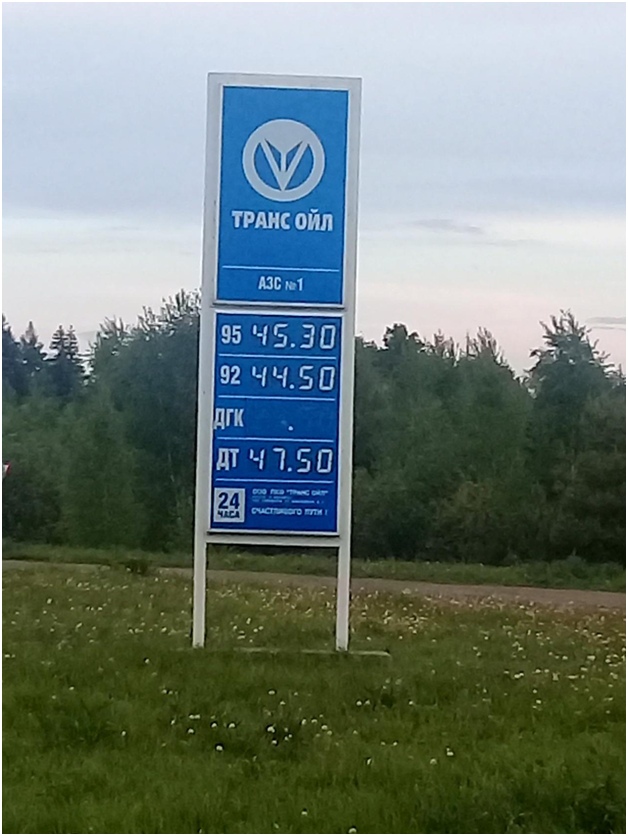 ТРАНС ОЙЛ
АЗС №1
95 45.30
92 44.50
ДГК .
ДТ 47.50
24 ЧАСА
ООО ПКФ "ТРАНС ОЙЛ"
СЧАСТЛИВОГО ПУТИ !